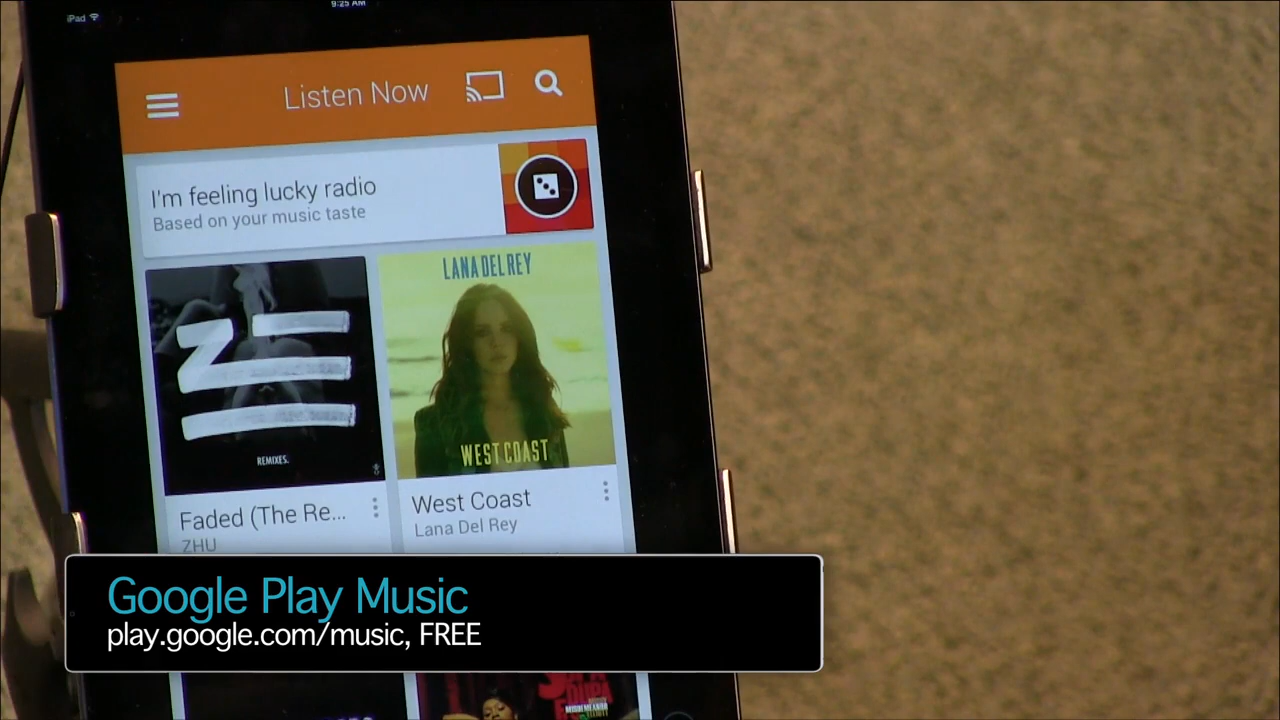 iPad
9:25 AM
Listen Now
I'm feeling lucky radio
Based on your music taste
LANA DEL REY
REMIXES.
WEST COAST
Faded (The Re...
ZHU
West Coast
Lana Del Rey
Google Play Music
play.google.com/music, FREE
DUPA